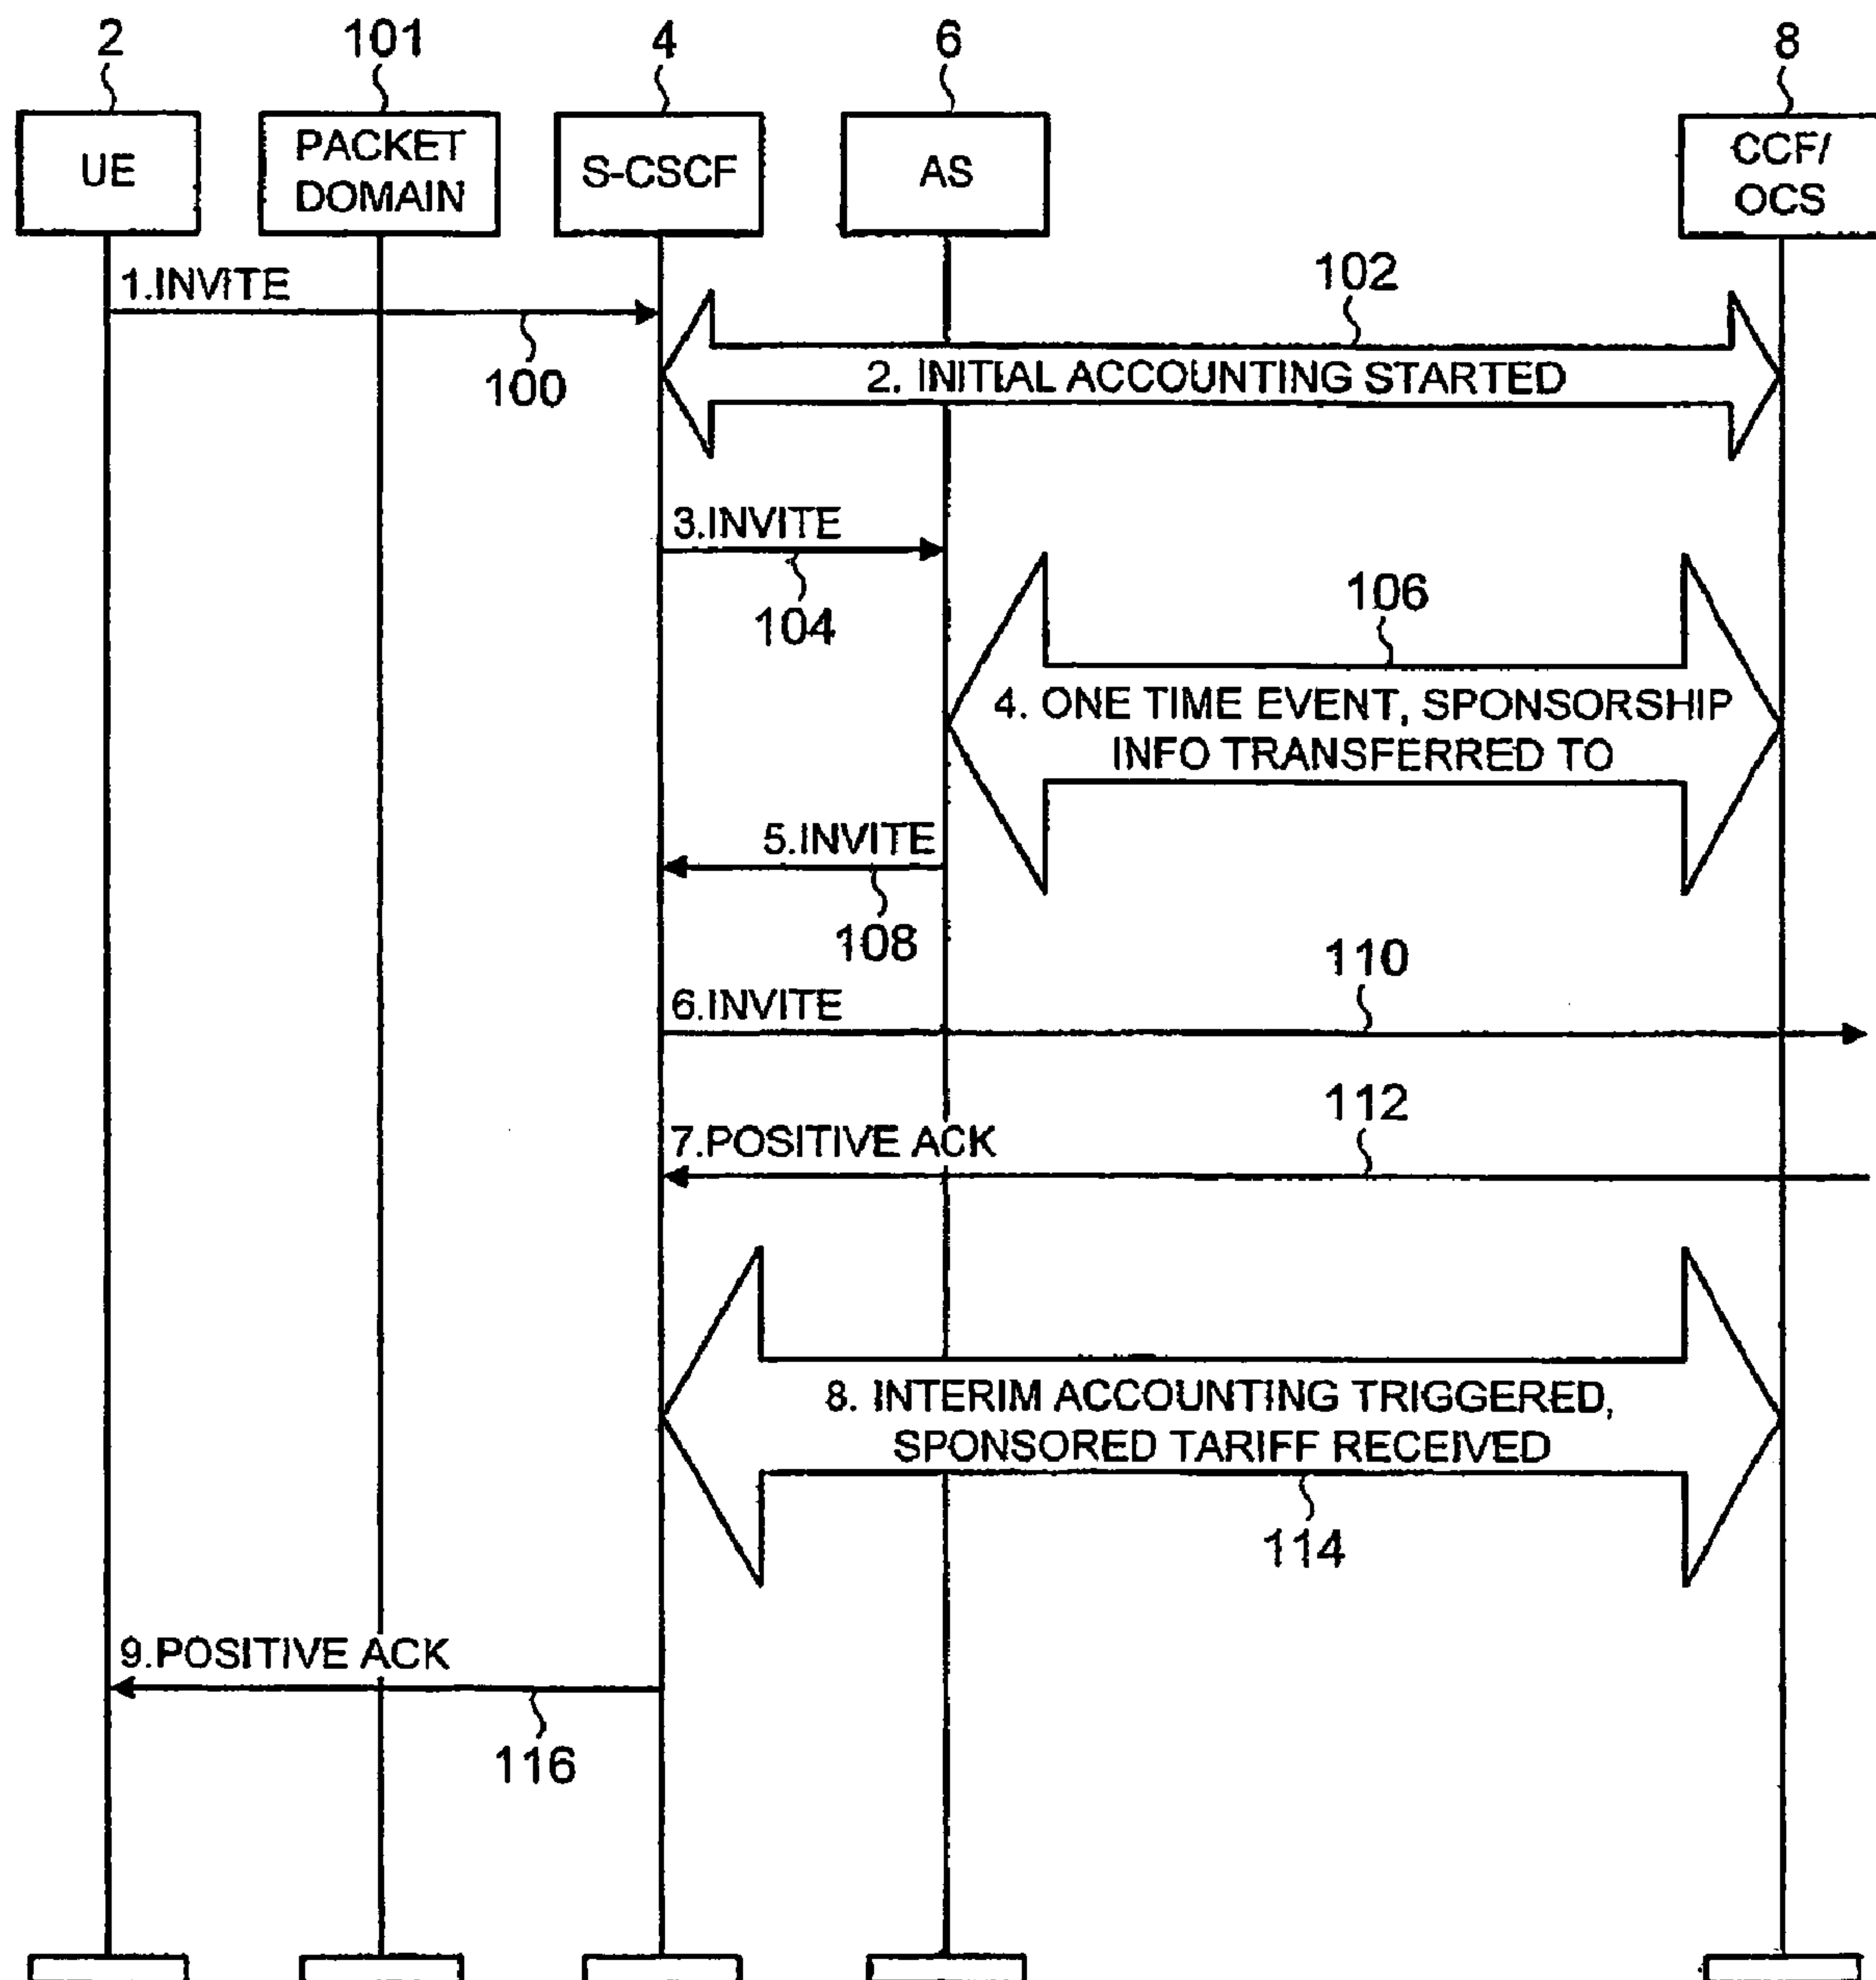 2
101
4
6
8
UE
PACKET
DOMAIN
S-CSCF
AS
CCF/
OCS
1.INVITE
100
102
2. INITIAL ACCOUNTING STARTED
3.INVITE
104
106
4. ONE TIME EVENT, SPONSORSHIP
INFO TRANSFERRED TO
5.INVITE
108
110
6.INVITE
112
7.POSITIVE ACK
8. INTERIM ACCOUNTING TRIGGERED,
SPONSORED TARIFF RECEIVED
114
9.POSITIVE ACK
116